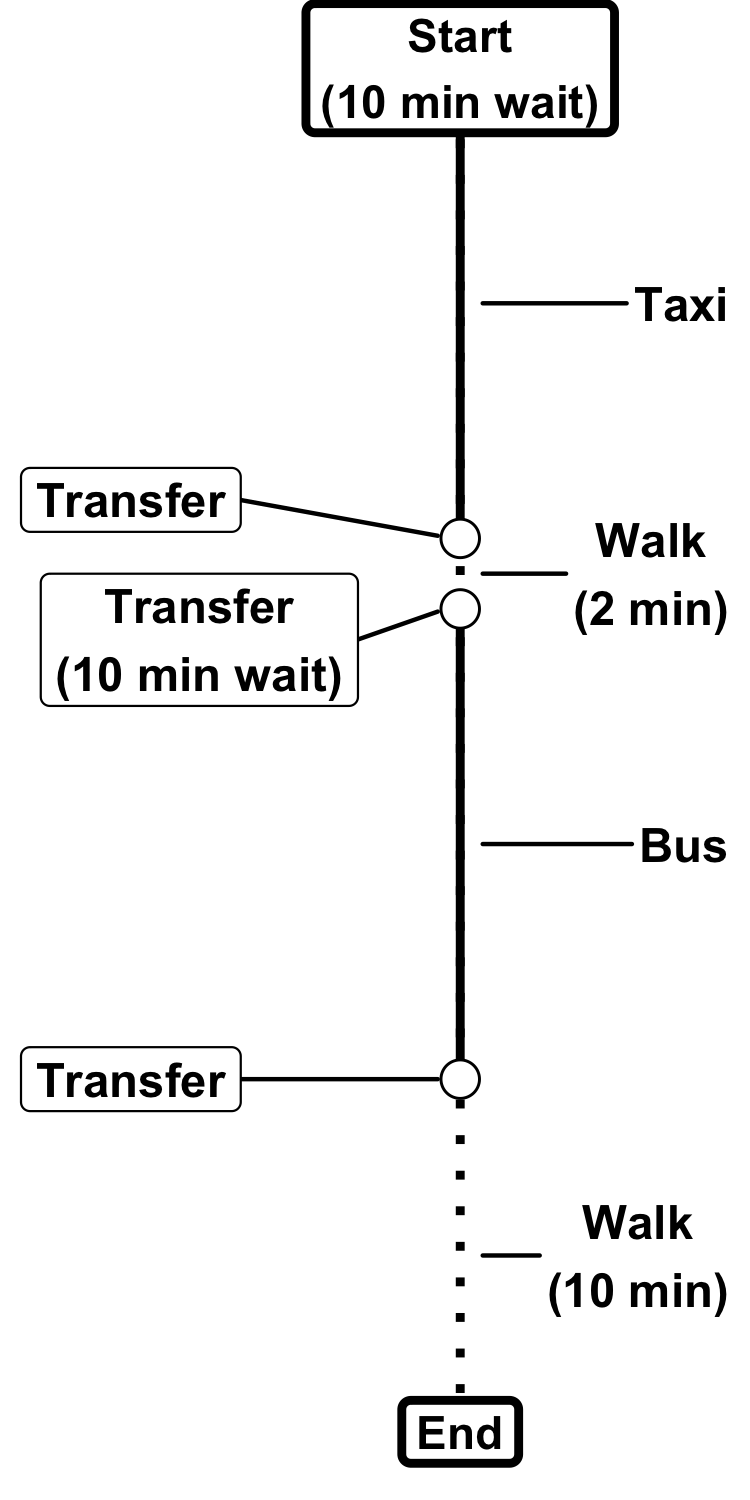 Start
(10 min wait)
Taxi
Transfer
Walk
(2 min)
Transfer
(10 min wait)
Bus
Transfer
Walk
(10 min)
End